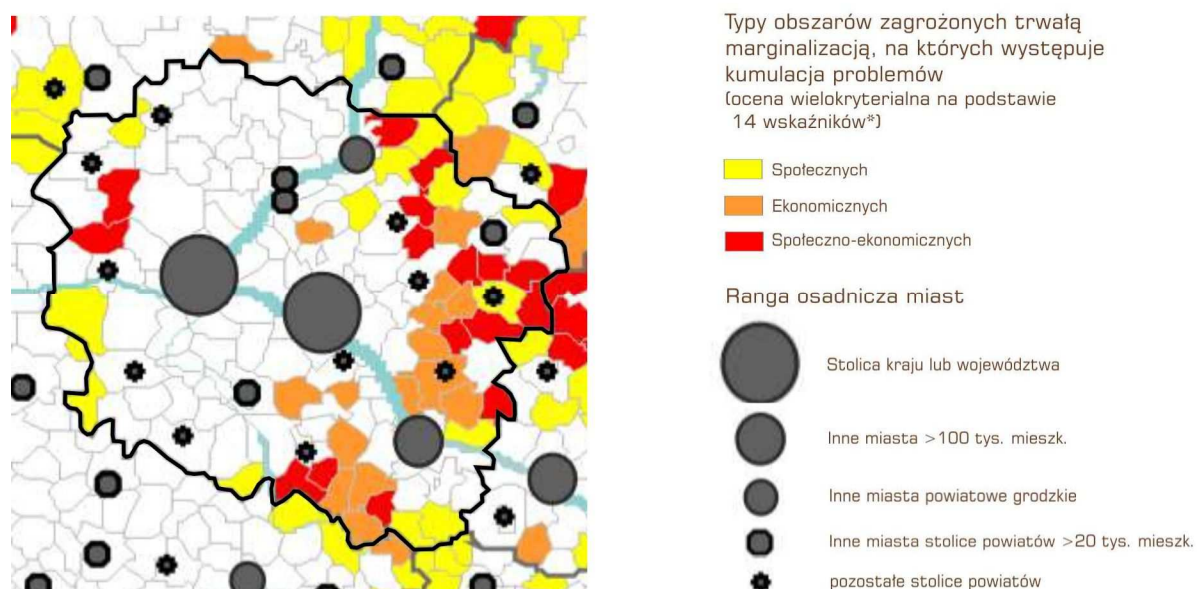 Typy obszarów zagrożonych trwałą
marginalizacją, na których występuje
kumulacja problemów
(ocena wielokryterialna na podstawie
14 wskaźników*)
Społecznych
Ekonomicznych
Społeczno-ekonomicznych
Ranga osadnicza miast
Stolica kraju lub województwa
Inne miasta >100 tys. mieszk.
Inne miasta powiatowe grodzkie
Inne miasta stolice powiatów >20 tys. mieszk.
pozostałe stolice powiatów